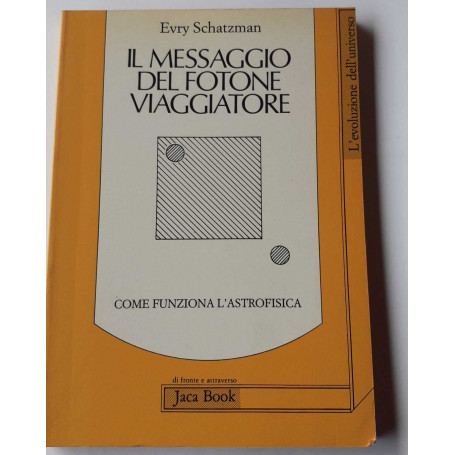 Evry Schatzman
IL MESSAGGIO
DEL FOTONE
VIAGGIATORE
COME FUNZIONA L'ASTROFISICA
L'evoluzione dell'universo
di fronte e attraverso
Jaca Book